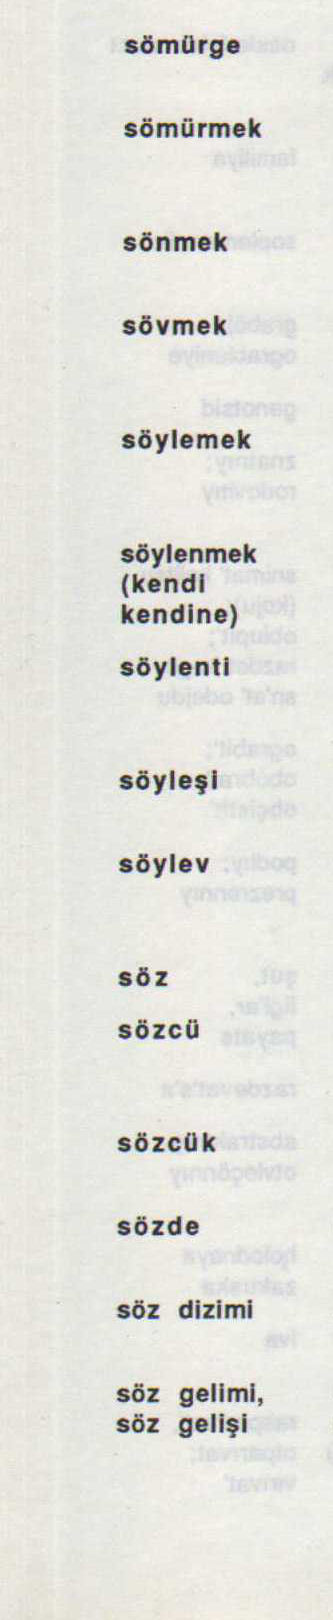 sömürge
sömürmek
sönmek
sövmek
söylemek
söylenmek
(kendi
kendine)
söylenti
söyleşi
söylev
söz
sözcü
sözcük
sözde
söz dizimi
söz gelimi,
söz gelişi